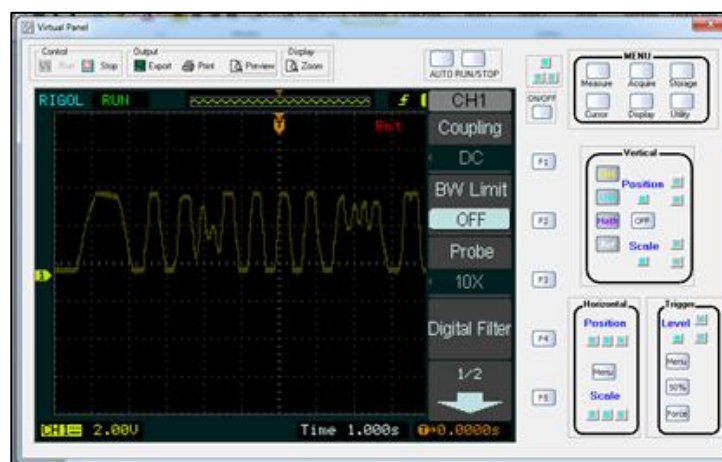 Virtual Panel
Control
Run Stop
Output
Export Print Preview
Display
Zoom
AUTO RUN/STOP
ON/OFF
MENU
Measure Acquire Storage
Cursor Display Utility
RIGOL RUN
T
Rmt
CH1
Coupling
DC
BW Limit
OFF
Probe
10X
Digital Filter
1/2
1
CH1 2.00V Time 1.000s T→0.0000s
F1
F2
F3
F4
F5
Vertical
Position
Math OFF
Scale
Horizontal
Position
Menu
Scale
Trigger
Level
Menu
50%
Force